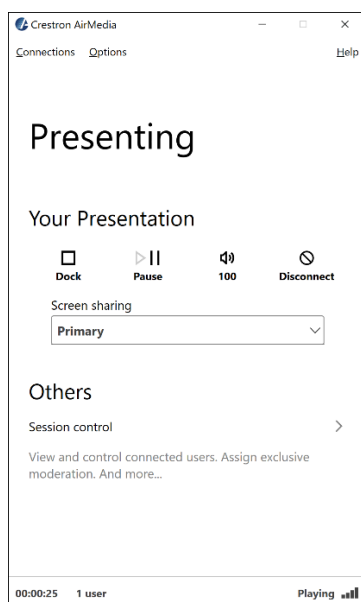 Crestron AirMedia
Connections Options Help
Presenting
Your Presentation
Dock Pause 100 Disconnect
Screen sharing
Primary
Others
Session control
View and control connected users. Assign exclusive
moderation. And more...
00:00:25 1 user Playing